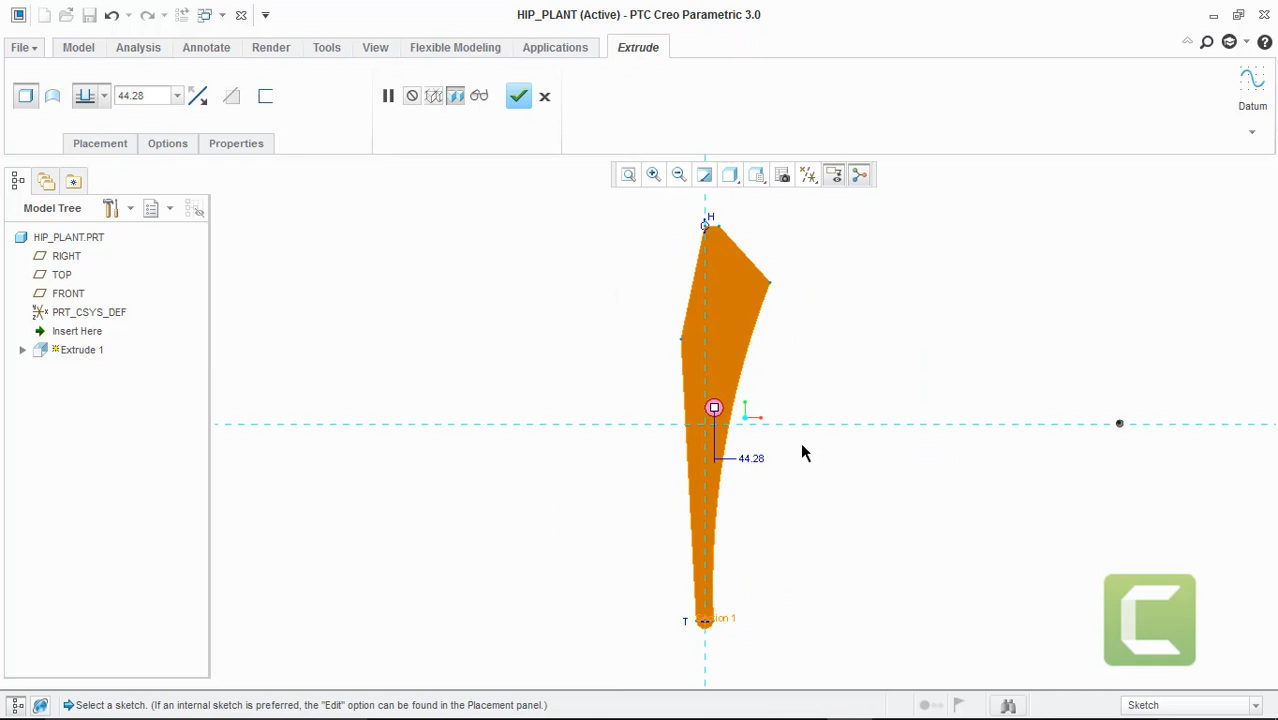 HIP_PLANT (Active) - PTC Creo Parametric 3.0
File Model Analysis Annotate Render Tools View Flexible Modeling Applications Extrude
44.28
Datum
Placement Options Properties
Model Tree
HIP_PLANT.PRT
RIGHT
TOP
FRONT
PRT_CSYS_DEF
Insert Here
Extrude 1
H
44.28
T
1
Select a sketch. (If an internal sketch is preferred, the "Edit" option can be found in the Placement panel.)
Sketch